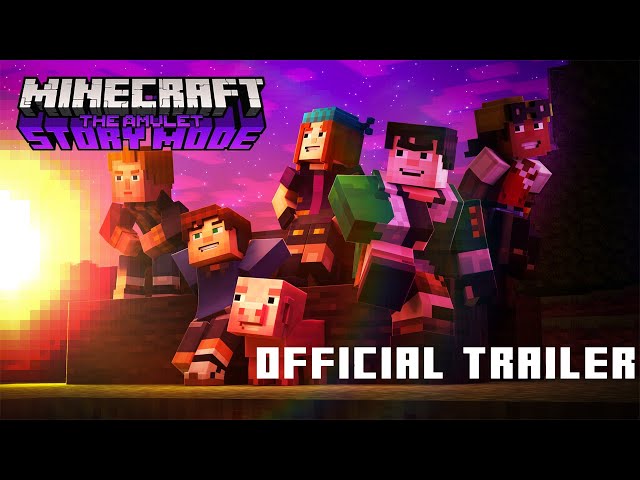 MINECRAFT
THE AMULET
STORY MODE
OFFICIAL TRAILER